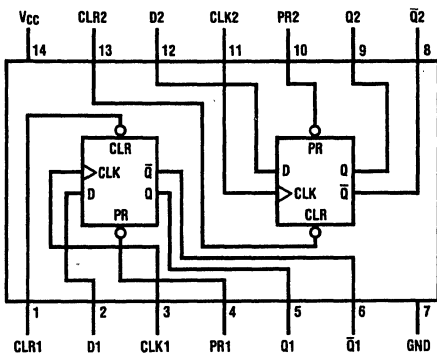 V_CC CLR2 D2 CLK2 PR2 Q2 Q̅2
14 13 12 11 10 9 8
CLR
CLK Q̅
D Q
PR
PR
D Q
CLK Q̅
CLR
1 2 3 4 5 6 7
CLR1 D1 CLK1 PR1 Q1 Q̅1 GND